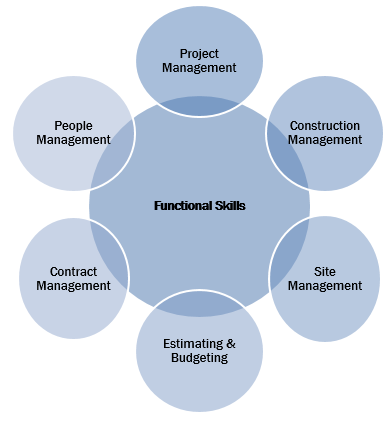 Project
Management
People
Management
Construction
Management
Functional Skills
Contract
Management
Site
Management
Estimating &
Budgeting